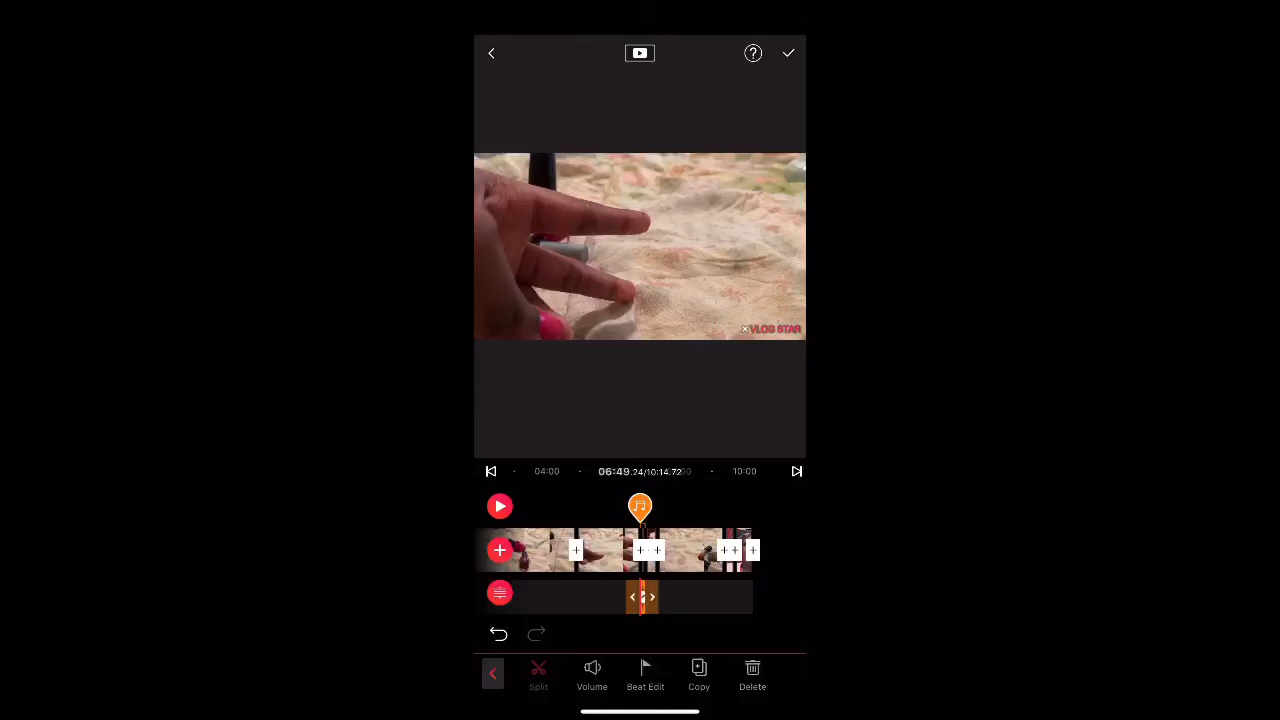 VLOG STAR
04:00
06:49.24/10:14.72
10:00
Split
Volume
Beat Edit
Copy
Delete